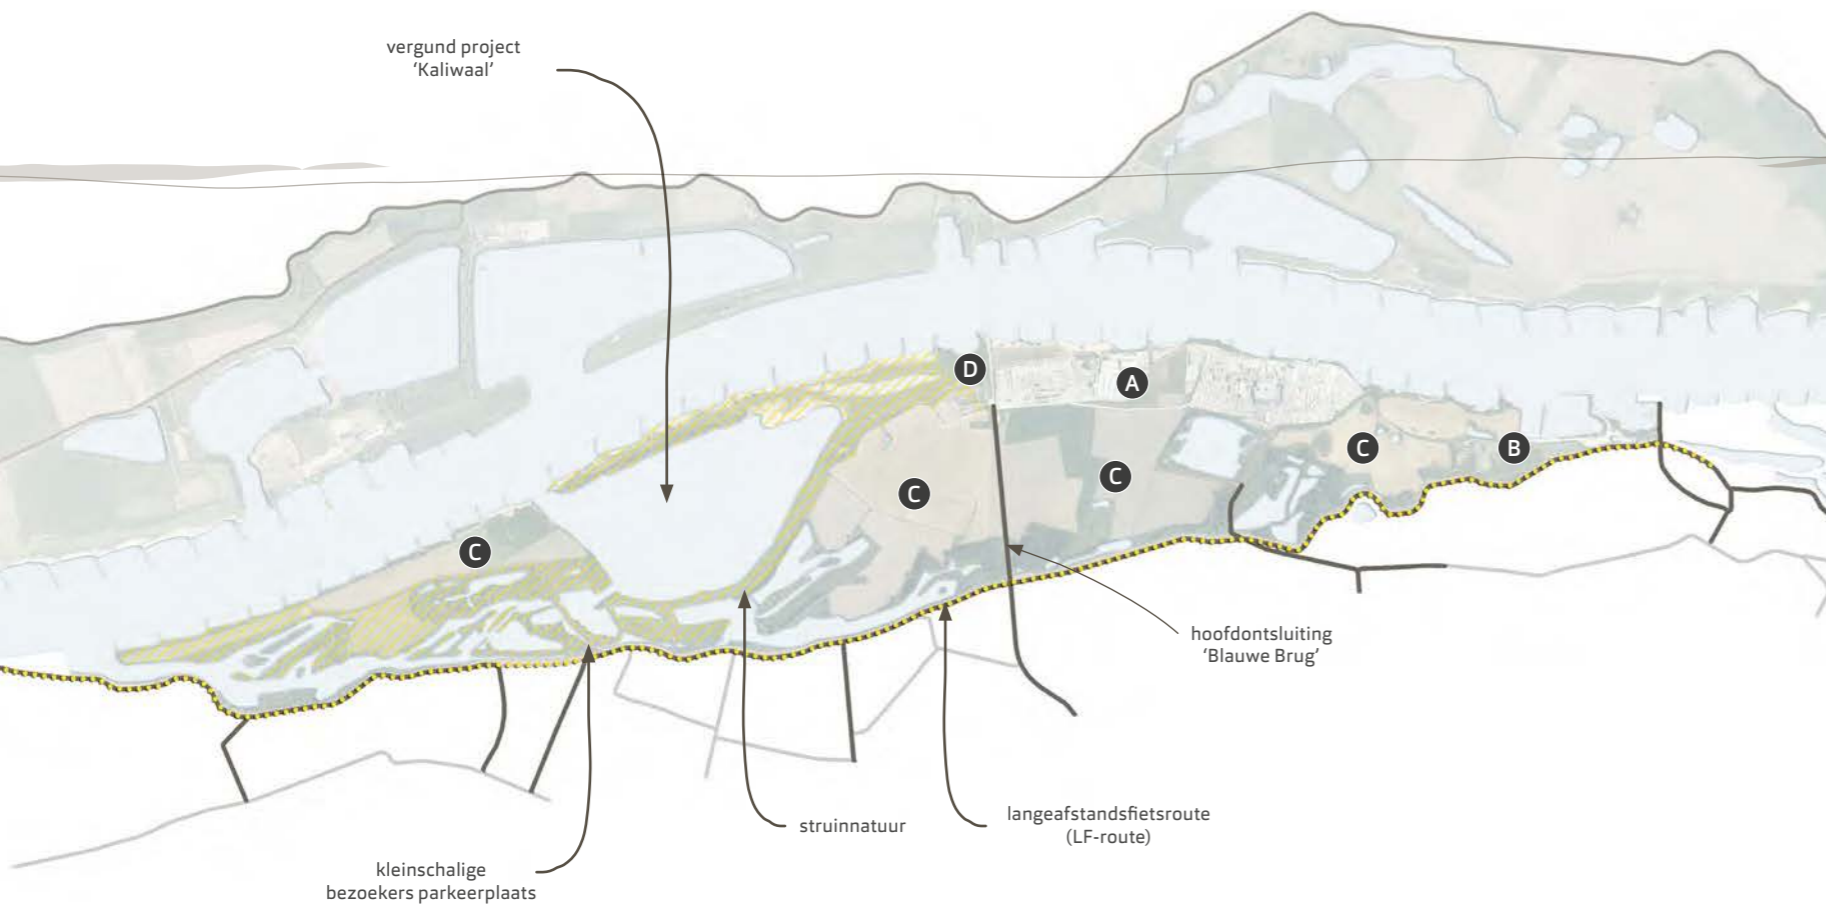 vergund project
‘Kaliwaal’
D
A
C
B
C
C
C
hoofdontsluiting
‘Blauwe Brug’
langeafstandsfietsroute
(LF-route)
struinnatuur
kleinschalige
bezoekers parkeerplaats